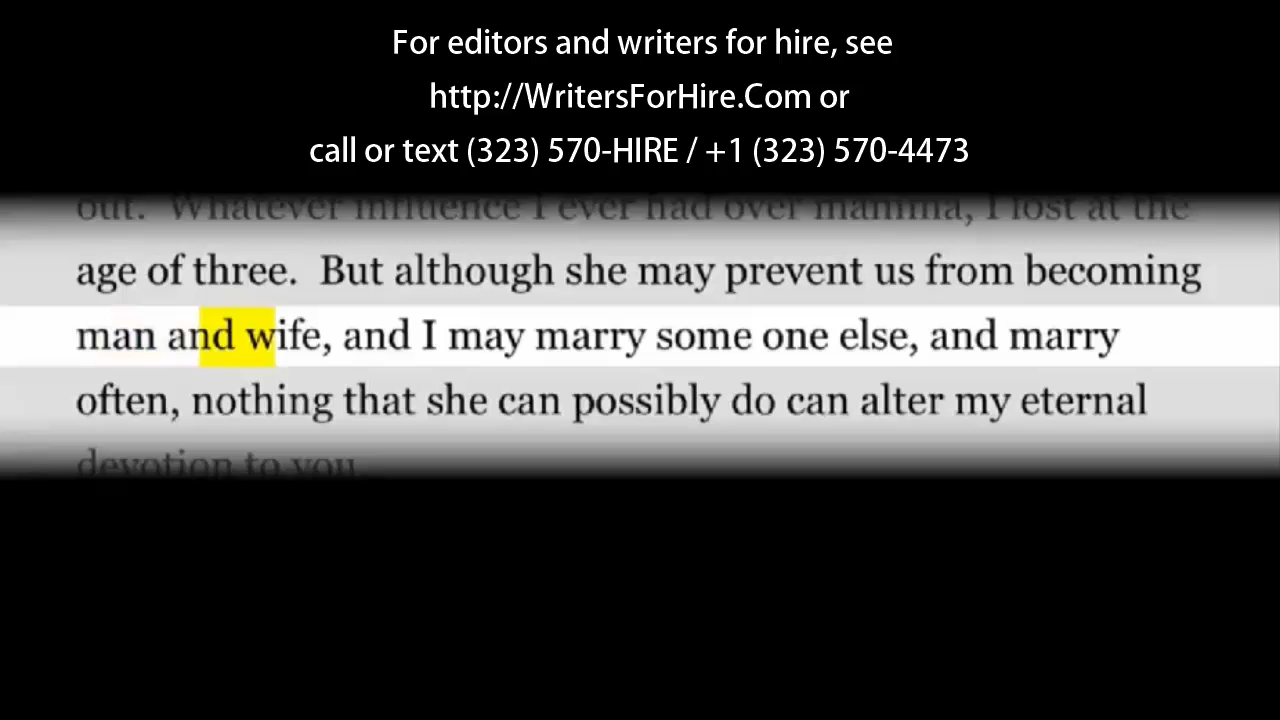 For editors and writers for hire, see
http://WritersForHire.Com or
call or text (323) 570-HIRE / +1 (323) 570-4473
out. Whatever influence I ever had over mamma, I lost at the
age of three. But although she may prevent us from becoming
man and wife, and I may marry some one else, and marry
often, nothing that she can possibly do can alter my eternal
devotion to you.